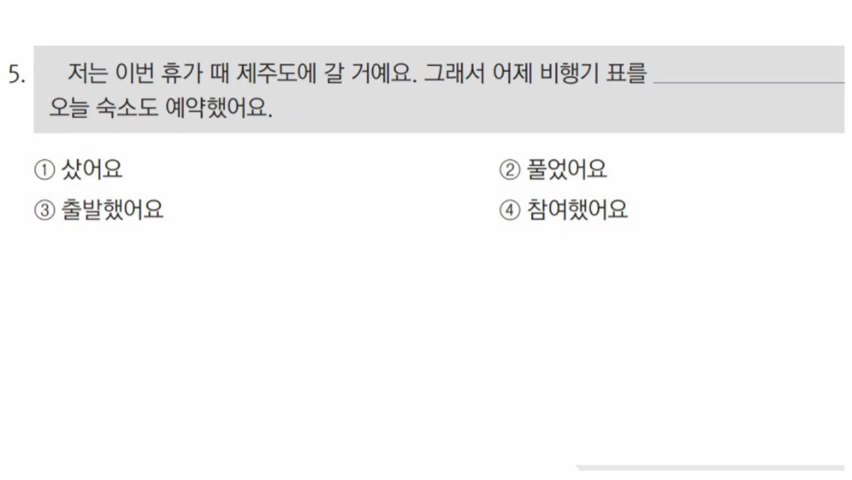 5. 저는 이번 휴가 때 제주도에 갈 거예요. 그래서 어제 비행기 표를 ____________
오늘 숙소도 예약했어요.
① 샀어요 ② 풀었어요
③ 출발했어요 ④ 참여했어요